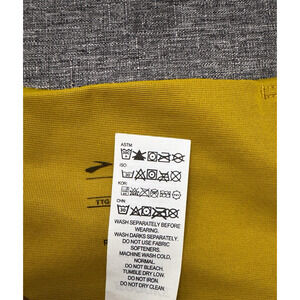 ASTM
ISO
KOR
CHN
WASH SEPARATELY BEFORE
WEARING.
WASH DARKS SEPARATELY.
DO NOT USE FABRIC
SOFTENERS.
MACHINE WASH COLD,
NORMAL.
DO NOT BLEACH.
TUMBLE DRY LOW.
DO NOT IRON.
DO NOT DRY CLEAN.
TTG